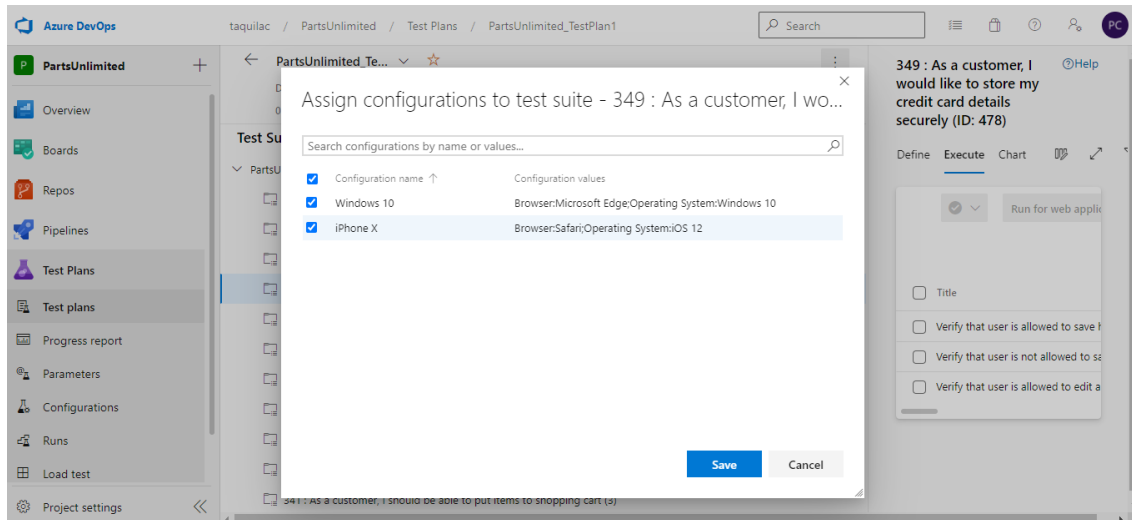 Azure DevOps
taquilac / PartsUnlimited / Test Plans / PartsUnlimited_TestPlan1
Search
PC
P PartsUnlimited
Overview
Boards
Repos
Pipelines
Test Plans
Test plans
Progress report
Parameters
Configurations
Runs
Load test
Project settings
PartsUnlimited_Te...
Test Su
PartsU
341 : As a customer, I should be able to put items to shopping cart (3)
Assign configurations to test suite - 349 : As a customer, I wo...
Search configurations by name or values...
Configuration name Configuration values
Windows 10 Browser:Microsoft Edge;Operating System:Windows 10
iPhone X Browser:Safari;Operating System:iOS 12
Save Cancel
349 : As a customer, I
would like to store my
credit card details
securely (ID: 478)
Help
Define Execute Chart
Run for web applic
Title
Verify that user is allowed to save h
Verify that user is not allowed to sa
Verify that user is allowed to edit a